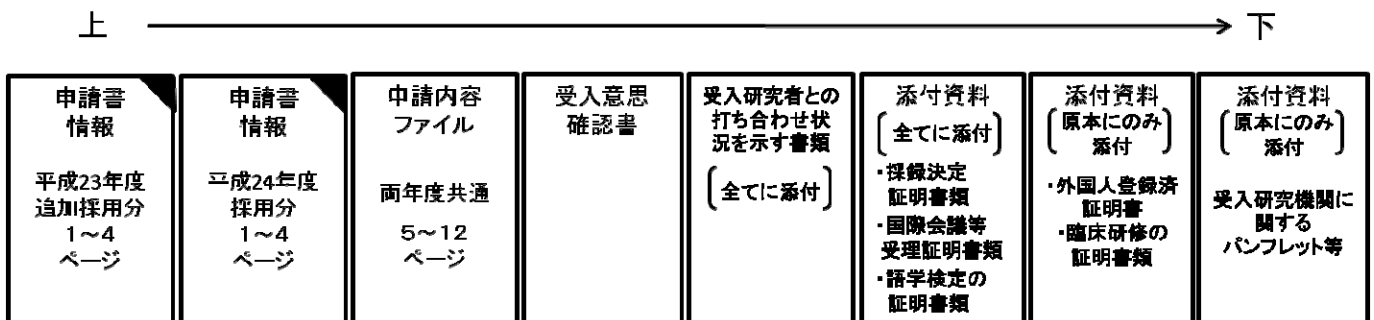 上
下
申請書
情報
平成23年度
追加採用分
1～4
ページ
申請書
情報
平成24年度
採用分
1～4
ページ
申請内容
ファイル
両年度共通
5～12
ページ
受入意思
確認書
受入研究者との
打ち合わせ状
況を示す書類
[全てに添付]
添付資料
[全てに添付]
・採録決定
証明書類
・国際会議等
受理証明書類
・語学検定の
証明書類
添付資料
[原本にのみ
添付]
・外国人登録済
証明書
・臨床研修の
証明書類
添付資料
[原本にのみ
添付]
受入研究機関に
関する
パンフレット等